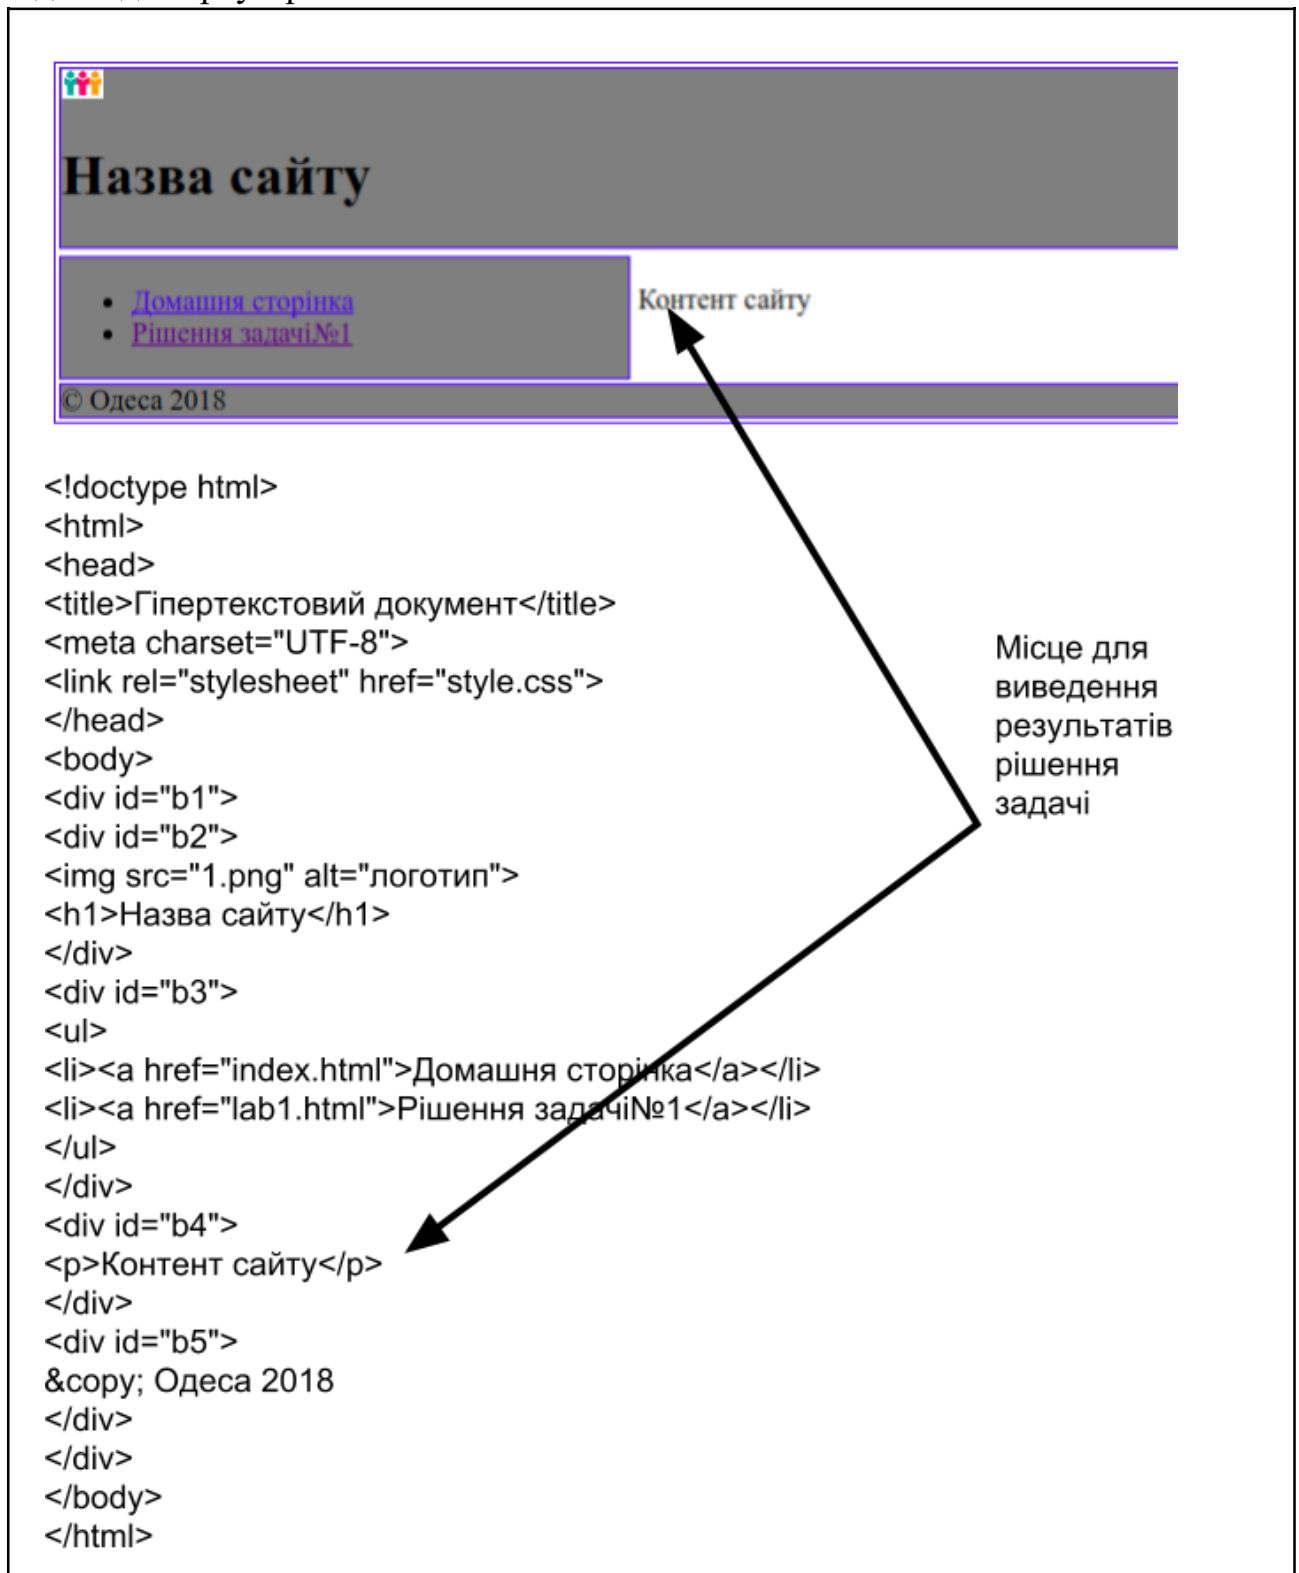 Назва сайту
Домашня сторінка
Рішення задачі№1
Контент сайту
© Одеса 2018
<!doctype html>
<html>
<head>
<title>Гіпертекстовий документ</title>
<meta charset="UTF-8">
<link rel="stylesheet" href="style.css">
</head>
<body>
<div id="b1">
<div id="b2">
<img src="1.png" alt="логотип">
<h1>Назва сайту</h1>
</div>
<div id="b3">
<ul>
<li><a href="index.html">Домашня сторінка</a></li>
<li><a href="lab1.html">Рішення задачі№1</a></li>
</ul>
</div>
<div id="b4">
<p>Контент сайту</p>
</div>
<div id="b5">
&copy; Одеса 2018
</div>
</div>
</body>
</html>
Місце для
виведення
результатів
рішення
задачі